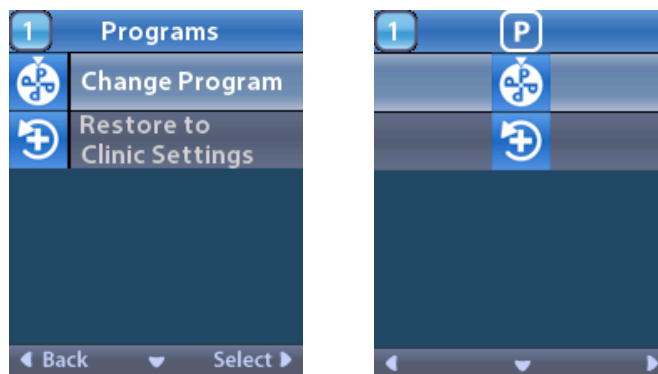 1 Programs
Change Program
Restore to
Clinic Settings
Back Select
1 P